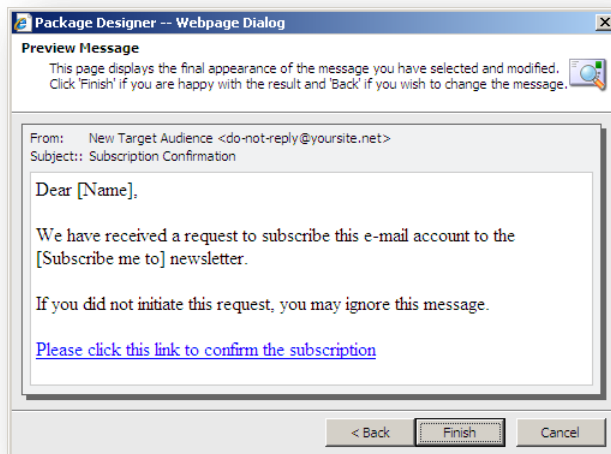 Package Designer -- Webpage Dialog
Preview Message
This page displays the final appearance of the message you have selected and modified.
Click 'Finish' if you are happy with the result and 'Back' if you wish to change the message.
From: New Target Audience <do-not-reply@yoursite.net>
Subject:: Subscription Confirmation
Dear [Name],
We have received a request to subscribe this e-mail account to the
[Subscribe me to] newsletter.
If you did not initiate this request, you may ignore this message.
Please click this link to confirm the subscription
< Back Finish Cancel